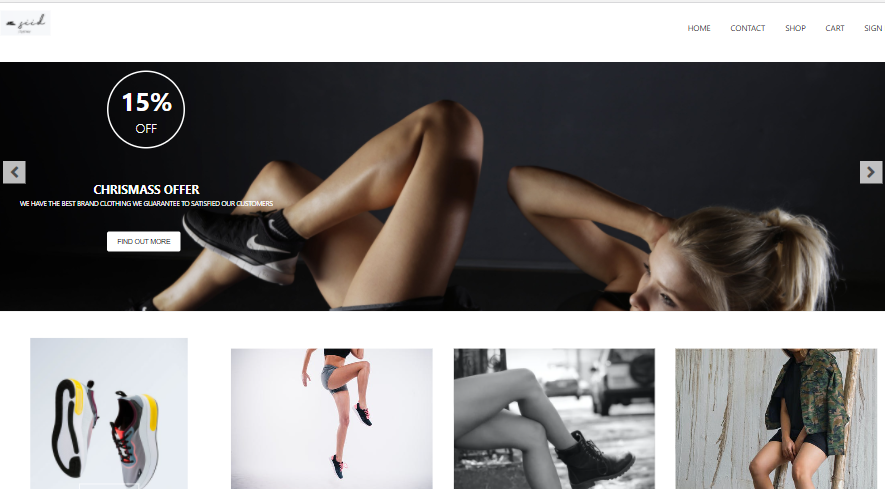 HOME CONTACT SHOP CART SIGN
15%
OFF
CHRISMASS OFFER
WE HAVE THE BEST BRAND CLOTHING WE GUARANTEE TO SATISFIED OUR CUSTOMERS
FIND OUT MORE